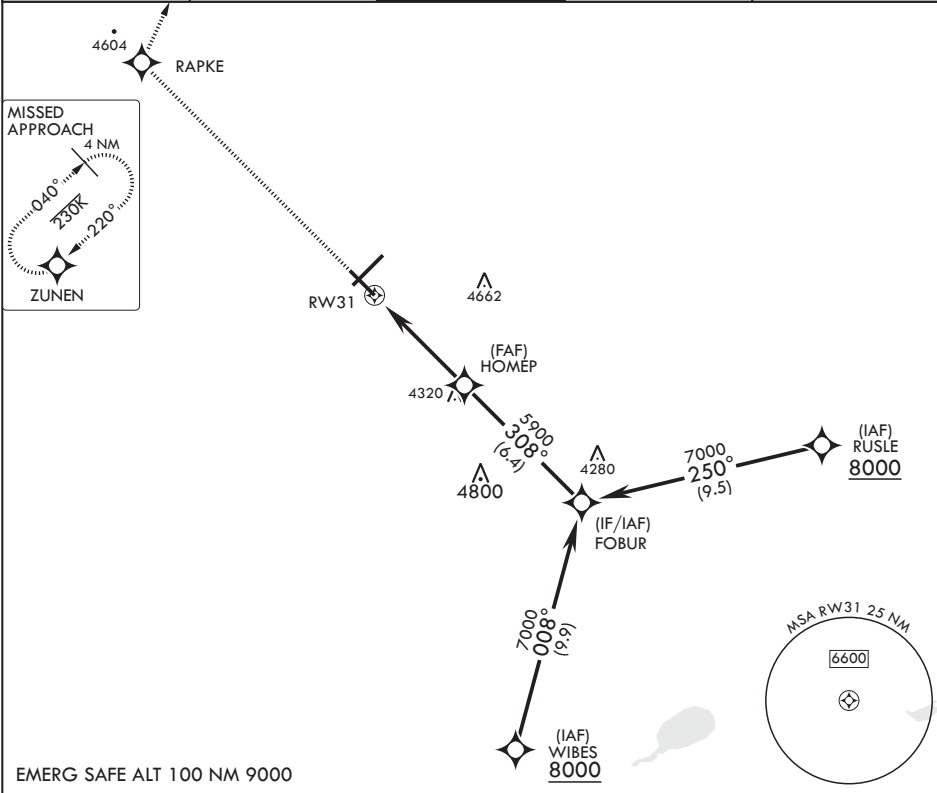 4604
RAPKE
MISSED
APPROACH
4 NM
040°
230K
220°
ZUNEN
RW31
4662
(FAF)
HOMEP
4320
5900
308°
(6.4)
4800
4280
7000
250°
(9.5)
(IAF)
RUSLE
8000
(IF/IAF)
FOBUR
7000
008°
(9.9)
MSA RW31 25 NM
6600
(IAF)
WIBES
8000
EMERG SAFE ALT 100 NM 9000